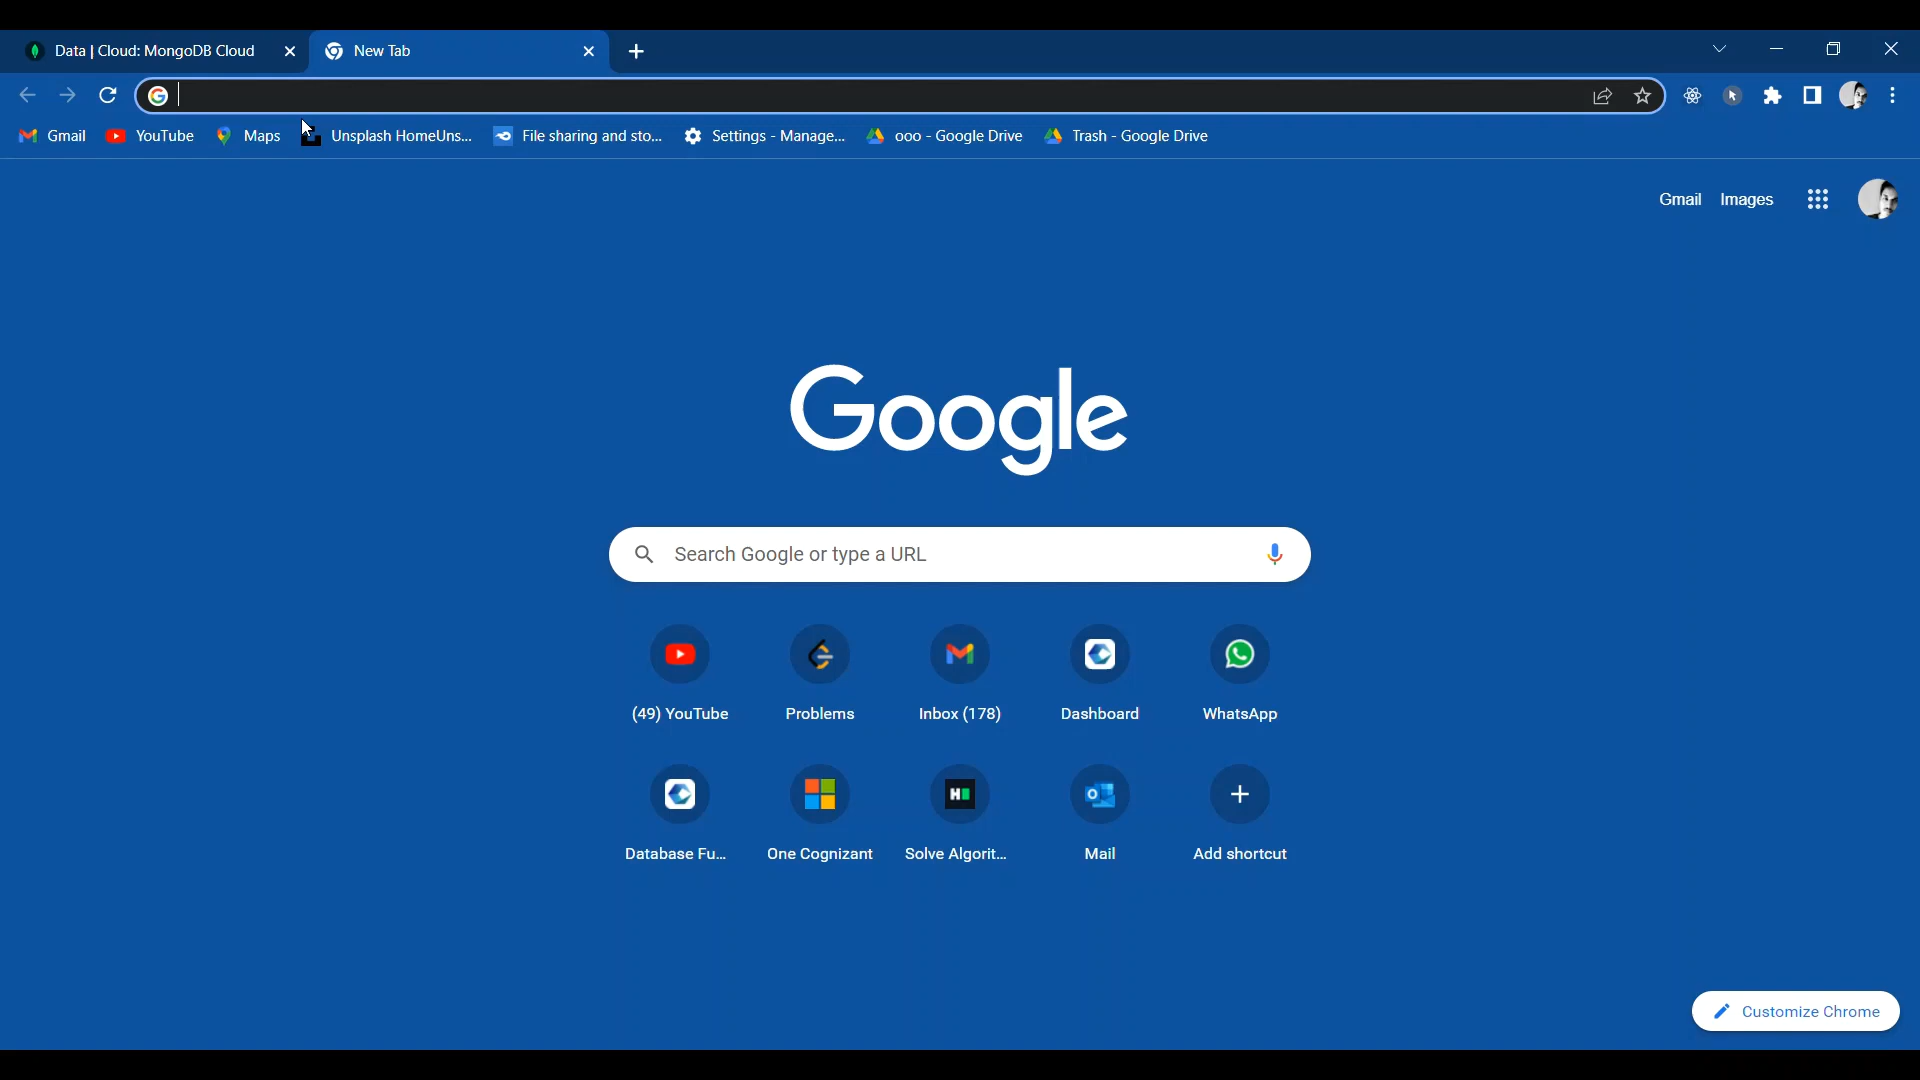 Data | Cloud: MongoDB Cloud
New Tab
Gmail YouTube Maps Unsplash HomeUns... File sharing and sto... Settings - Manage... ooo - Google Drive Trash - Google Drive
Gmail Images
Google
Search Google or type a URL
(49) YouTube Problems Inbox (178) Dashboard WhatsApp
Database Fu... One Cognizant Solve Algorit... Mail Add shortcut
Customize Chrome